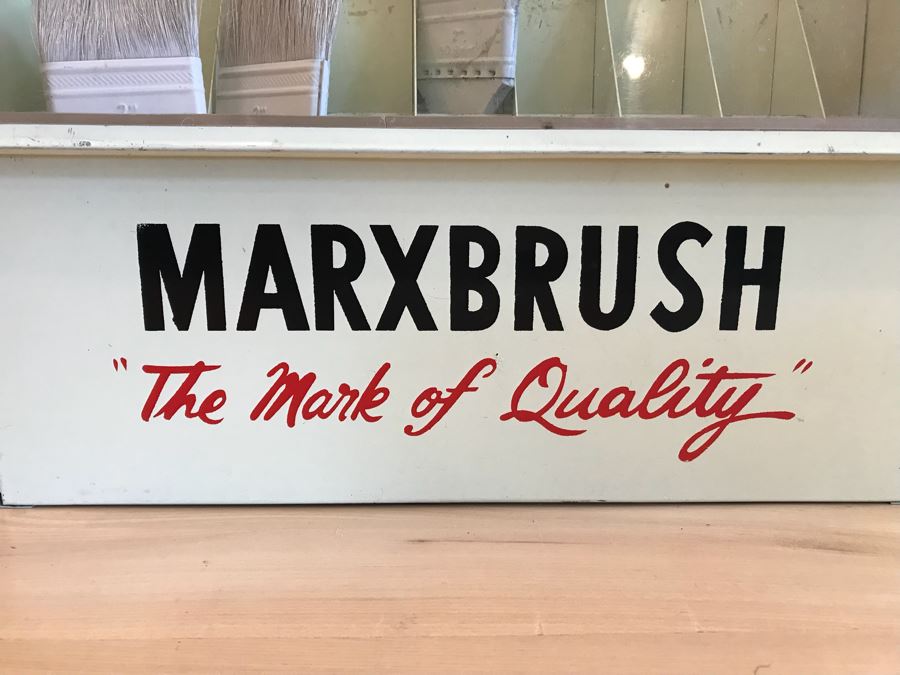 MARXBRUSH
"The Mark of Quality"